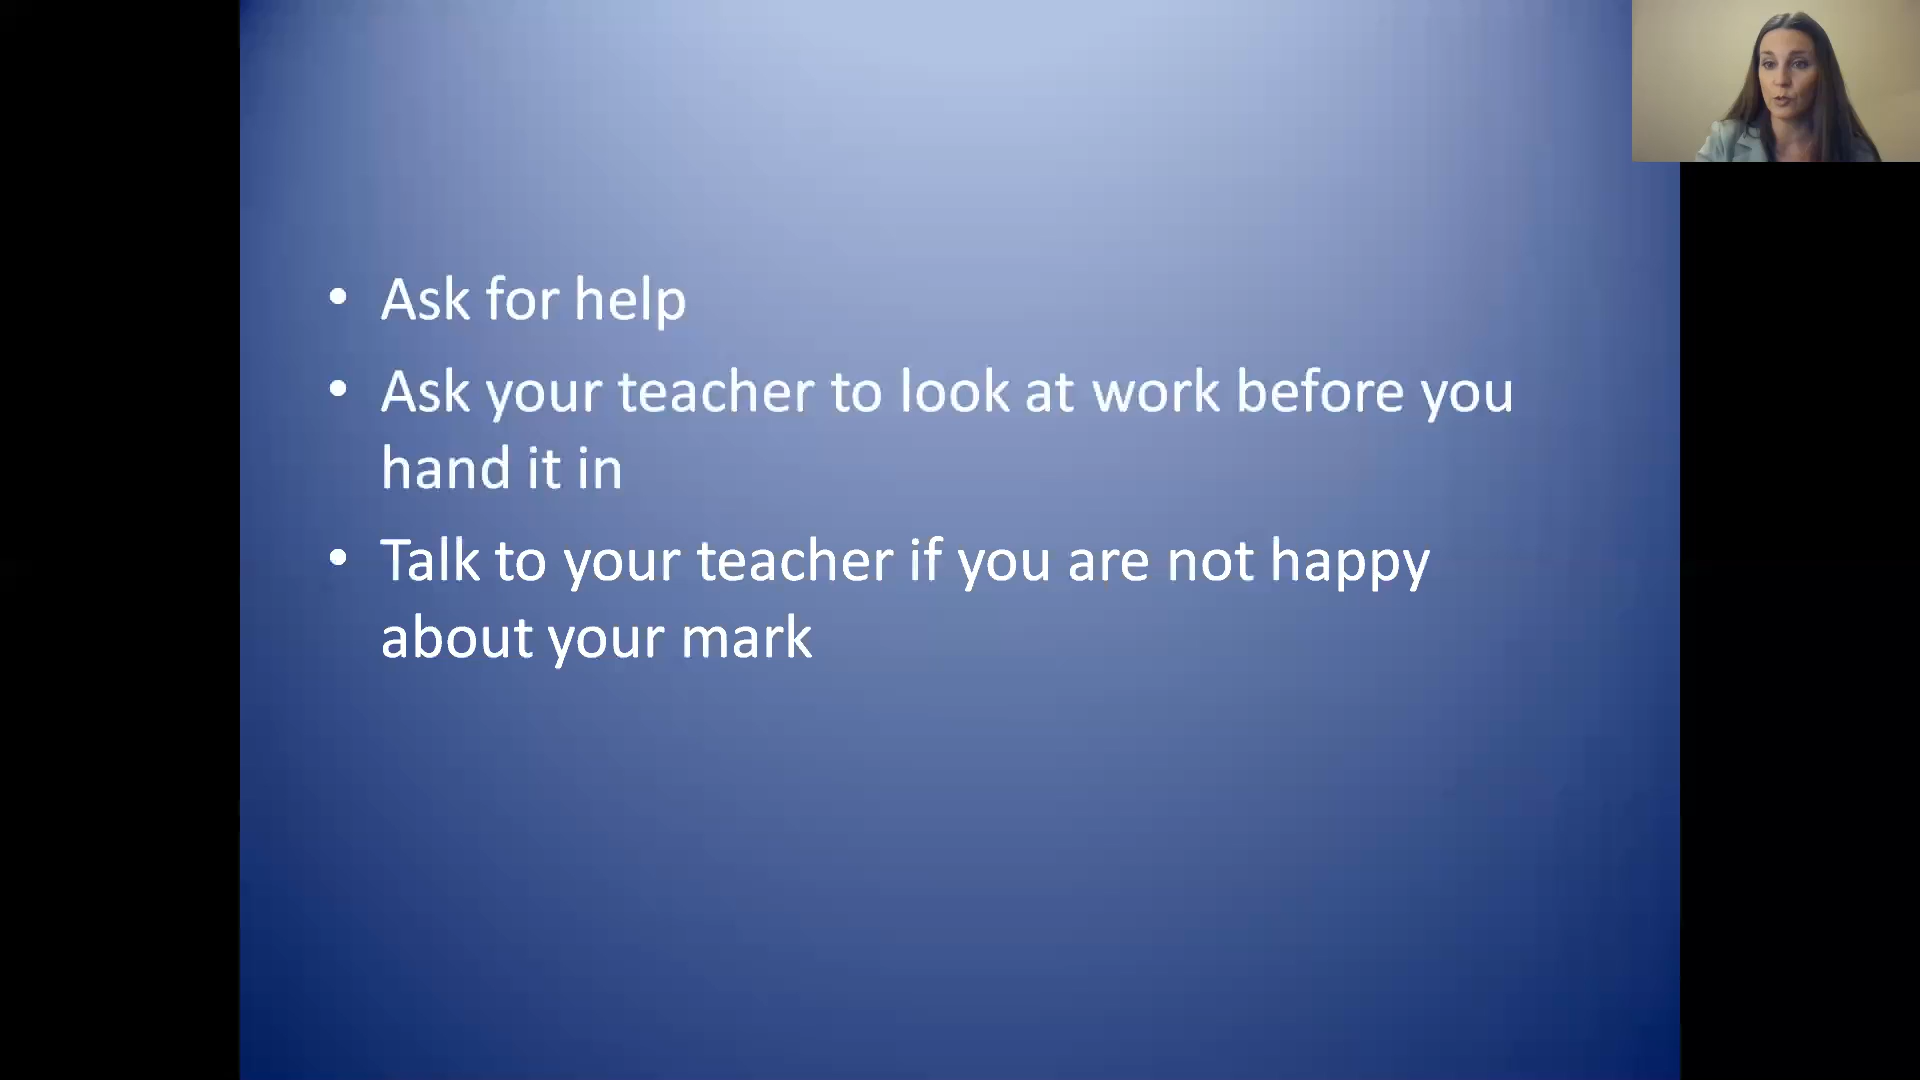 • Ask for help
• Ask your teacher to look at work before you
hand it in
• Talk to your teacher if you are not happy
about your mark